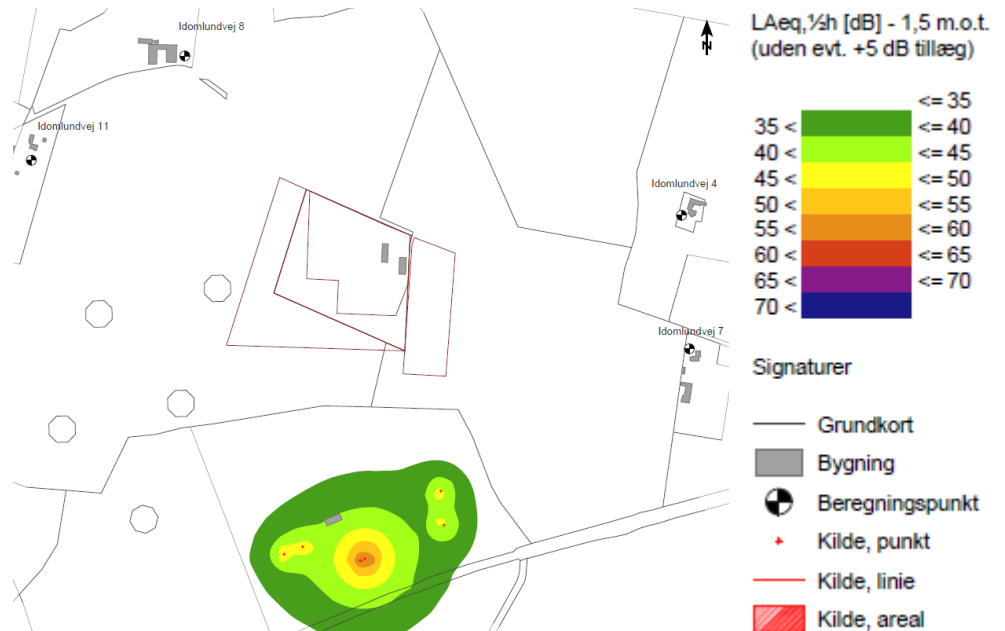 Idomlundvej 8
Idomlundvej 11
Idomlundvej 4
Idomlundvej 7
N
LAeq,½h [dB] - 1,5 m.o.t.
(uden evt. +5 dB tillæg)
<= 35
35 < <= 40
40 < <= 45
45 < <= 50
50 < <= 55
55 < <= 60
60 < <= 65
65 < <= 70
70 <
Signaturer
Grundkort
Bygning
Beregningspunkt
Kilde, punkt
Kilde, linie
Kilde, areal